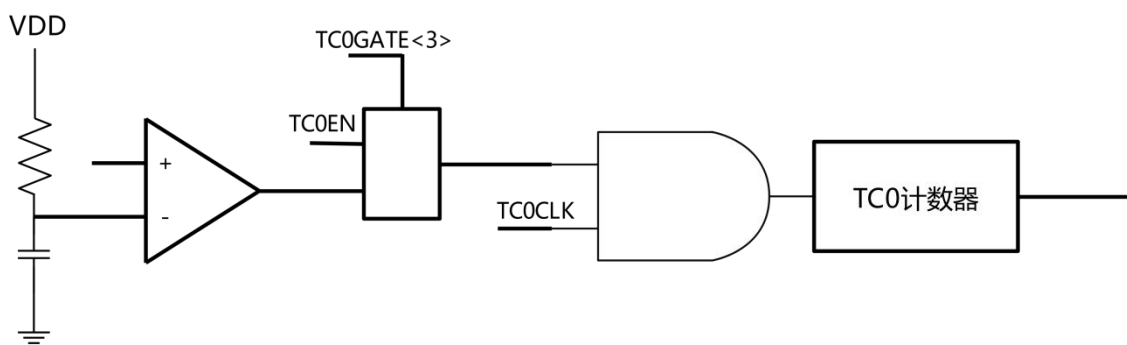 VDD
TC0GATE<3>
TC0EN
+
-
TC0CLK
TC0计数器